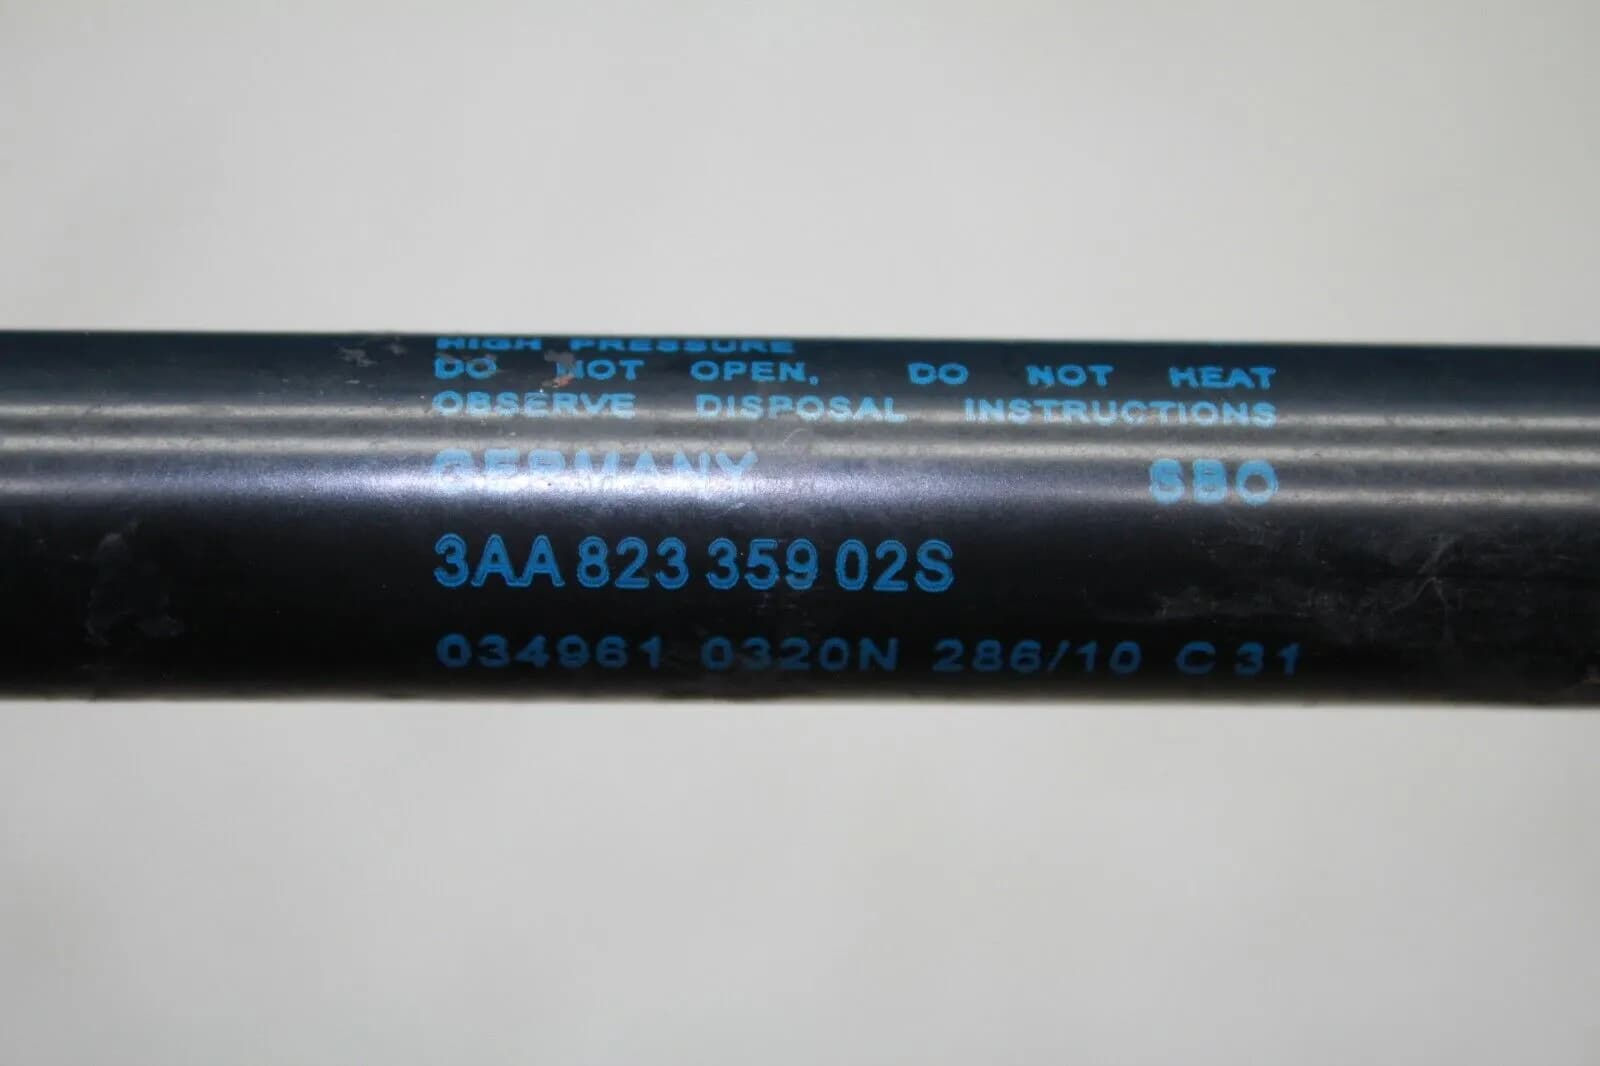 HIGH PRESSURE
DO NOT OPEN, DO NOT HEAT
OBSERVE DISPOSAL INSTRUCTIONS
GERMANY SBO
3AA 823 359 02S
034961 0320N 286/10 C 31